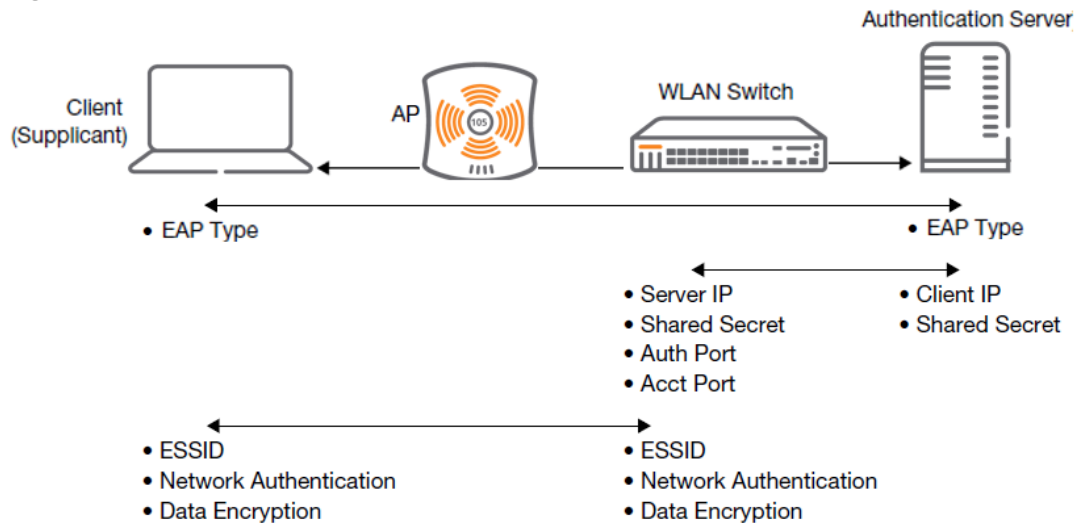 Authentication Server
Client
(Supplicant)
AP
105
WLAN Switch
• EAP Type
• EAP Type
• Server IP
• Shared Secret
• Auth Port
• Acct Port
• Client IP
• Shared Secret
• ESSID
• Network Authentication
• Data Encryption
• ESSID
• Network Authentication
• Data Encryption